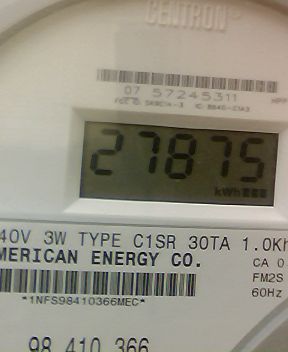 CENTRON®
07 57245311
27875
kWh
40V 3W TYPE C1SR 30TA 1.0Kh
MERICAN ENERGY CO.
CA 0
FM2S
60Hz
*1NFS98410366MEC*
98 410 366